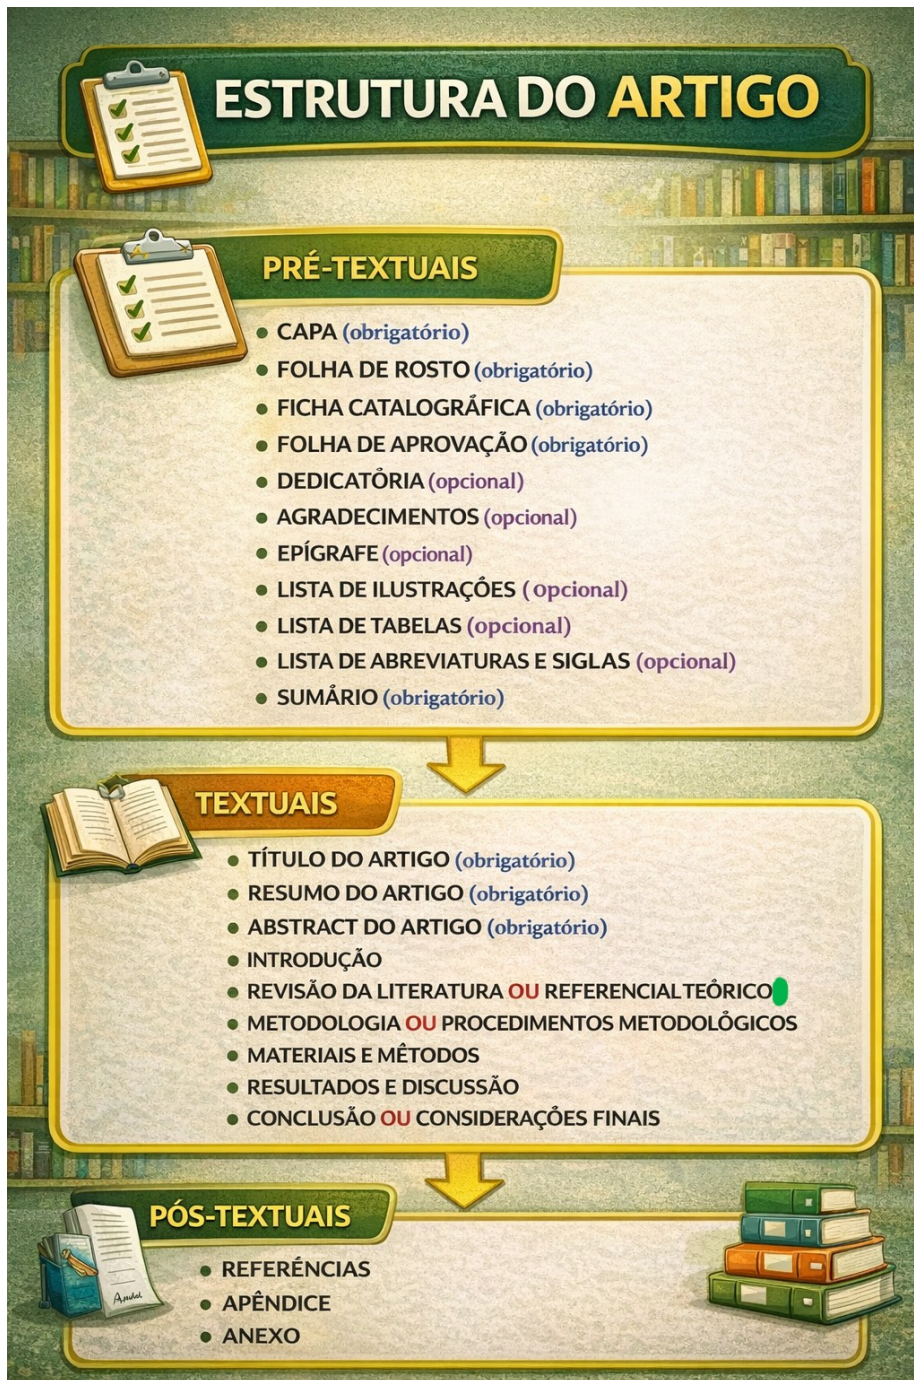 ESTRUTURA DO ARTIGO
PRÉ-TEXTUAIS
• CAPA (obrigatório)
• FOLHA DE ROSTO (obrigatório)
• FICHA CATALOGRÁFICA (obrigatório)
• FOLHA DE APROVAÇÃO (obrigatório)
• DEDICATÓRIA (opcional)
• AGRADECIMENTOS (opcional)
• EPÍGRAFE (opcional)
• LISTA DE ILUSTRAÇÕES ( opcional)
• LISTA DE TABELAS (opcional)
• LISTA DE ABREVIATURAS E SIGLAS (opcional)
• SUMÁRIO (obrigatório)
TEXTUAIS
• TÍTULO DO ARTIGO (obrigatório)
• RESUMO DO ARTIGO (obrigatório)
• ABSTRACT DO ARTIGO (obrigatório)
• INTRODUÇÃO
• REVISÃO DA LITERATURA OU REFERENCIAL TEÓRICO
• METODOLOGIA OU PROCEDIMENTOS METODOLÓGICOS
• MATERIAIS E MÊTODOS
• RESULTADOS E DISCUSSÃO
• CONCLUSÃO OU CONSIDERAÇÕES FINAIS
PÓS-TEXTUAIS
• REFERÉNCIAS
• APÊNDICE
• ANEXO